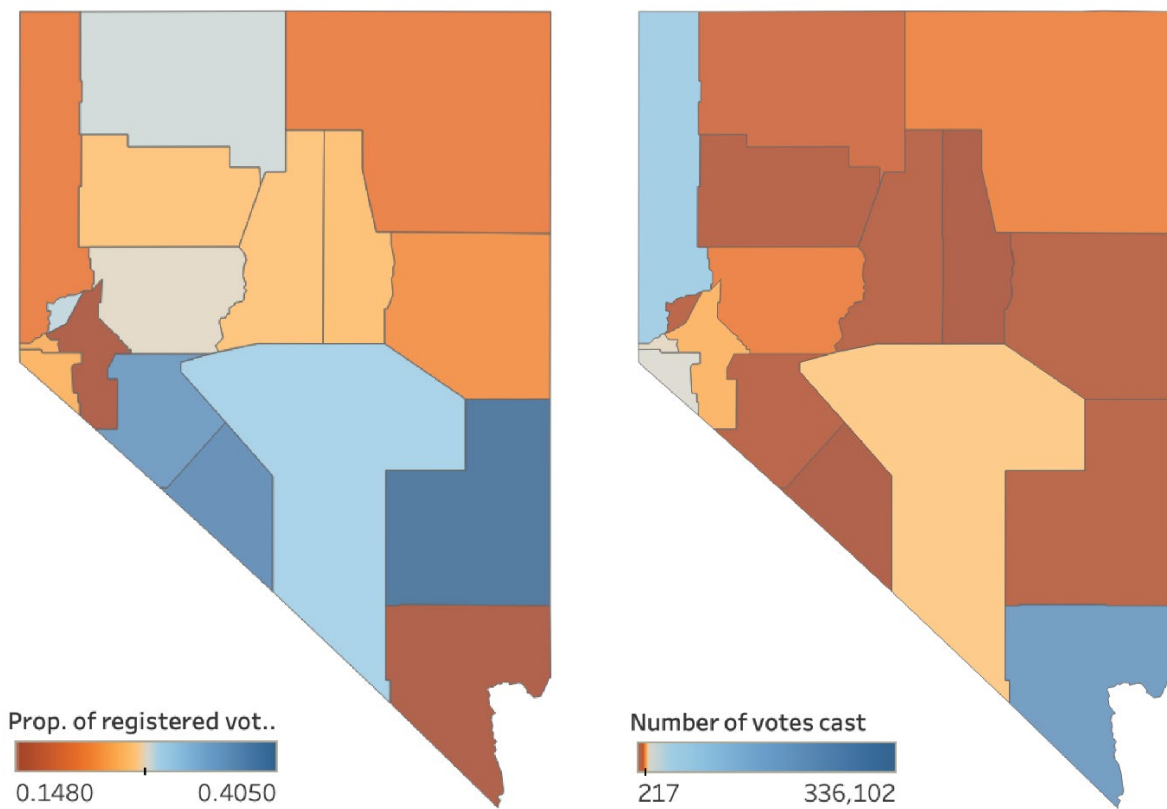 Prop. of registered vot..
0.1480 0.4050
Number of votes cast
217 336,102